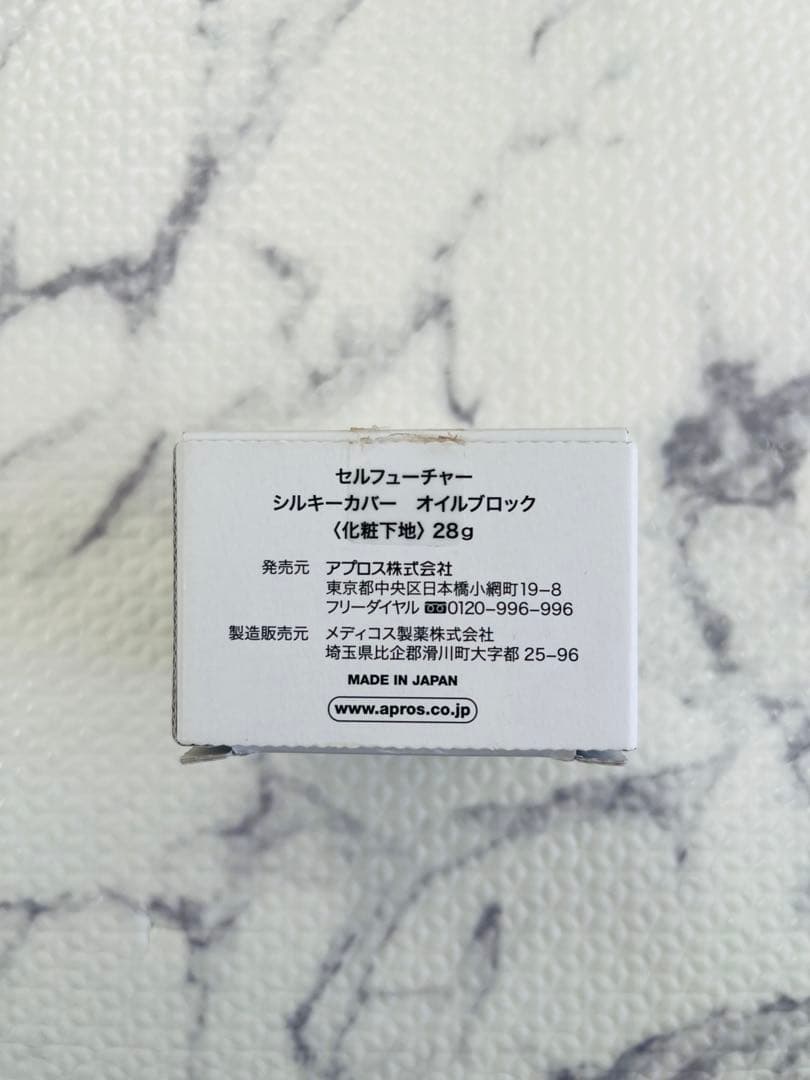 セルフューチャー
シルキーカバー　オイルブロック
〈化粧下地〉28g
発売元　アプロス株式会社
東京都中央区日本橋小網町19-8
フリーダイヤル 0120-996-996
製造販売元　メディコス製薬株式会社
埼玉県比企郡滑川町大字都 25-96
MADE IN JAPAN
www.apros.co.jp